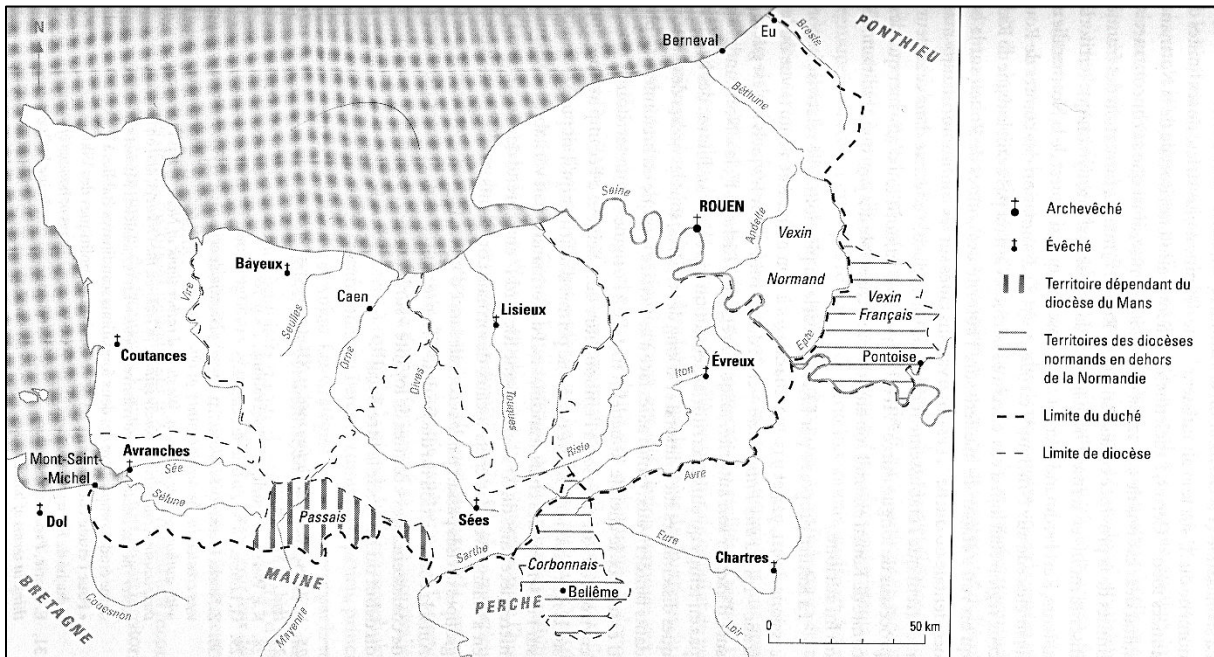 N
Eu
PONTHIEU
Bresle
Berneval
Béthune
Seine
ROUEN
Andelle
Vexin
Normand
Vexin
Français
Epte
Pontoise
Bayeux
Vire
Seulles
Caen
Orne
Dives
Lisieux
Touques
Évreux
Iton
Risle
Coutances
Avranches
Sée
Mont-Saint-
-Michel
Sélune
Dol
Passais
Sées
Sarthe
Avre
Eure
Chartres
Corbonnais
Bellême
MAINE
PERCHE
BRETAGNE
Couesnon
Mayenne
Loir
0
50 km
Archevêché
Évêché
Territoire dépendant du
diocèse du Mans
Territoires des diocèses
normands en dehors
de la Normandie
Limite du duché
Limite de diocèse